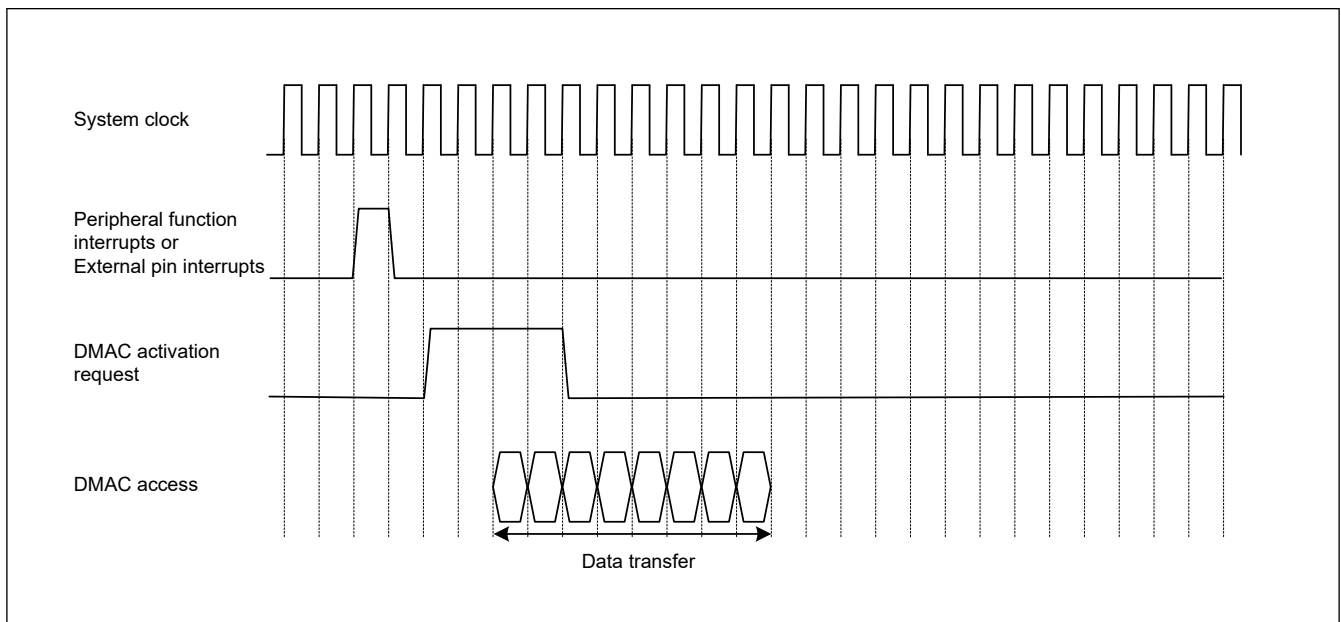 System clock
Peripheral function
interrupts or
External pin interrupts
DMAC activation
request
DMAC access
Data transfer